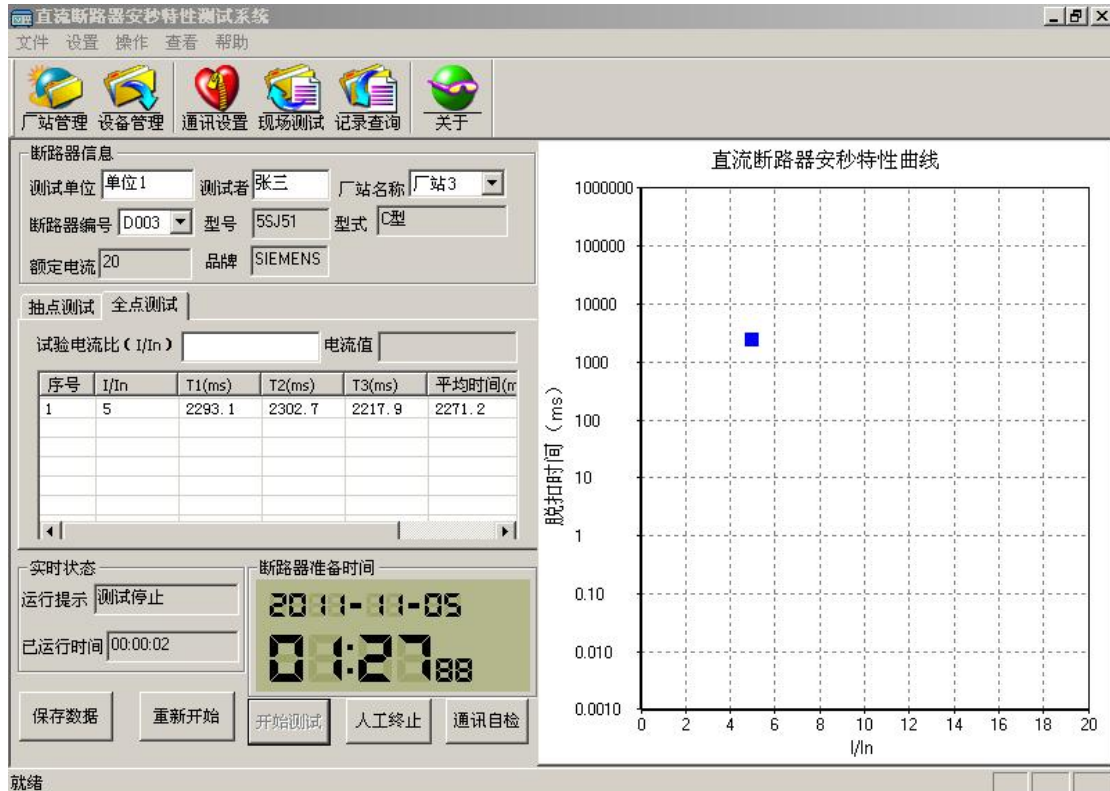 直流断路器安秒特性测试系统
文件 设置 操作 查看 帮助
厂站管理 设备管理 通讯设置 现场测试 记录查询 关于
断路器信息
测试单位 单位1 测试者 张三 厂站名称 厂站3
断路器编号 D003 型号 5SJ51 型式 C型
额定电流 20 品牌 SIEMENS
抽点测试 全点测试
试验电流比(I/In) 电流值
序号 I/In T1(ms) T2(ms) T3(ms) 平均时间(m
1 5 2293.1 2302.7 2217.9 2271.2
实时状态
运行提示 测试停止
已运行时间 00:00:02
断路器准备时间
2011-11-05
01:27 88
保存数据 重新开始 开始测试 人工终止 通讯自检
就绪
直流断路器安秒特性曲线
脱扣时间(ms)
1000000
100000
10000
1000
100
10
1
0.10
0.010
0.0010
0 2 4 6 8 10 12 14 16 18 20
I/In